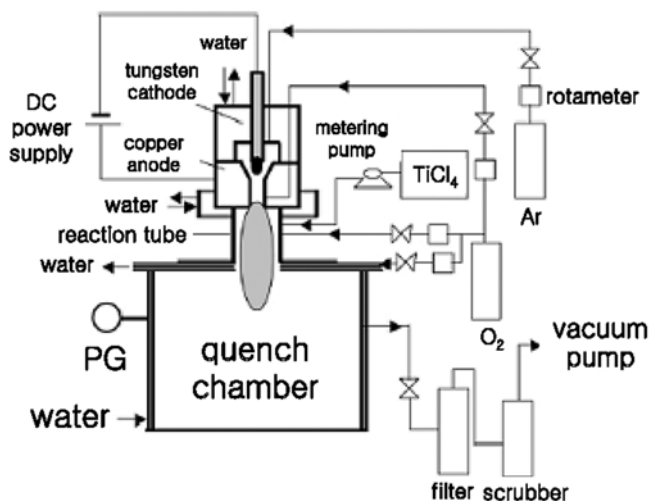 water
tungsten
cathode
DC
power
supply
copper
anode
metering
pump
rotameter
TiCl₄
Ar
water
reaction tube
water
O₂
PG
quench
chamber
vacuum
pump
water
filter
scrubber